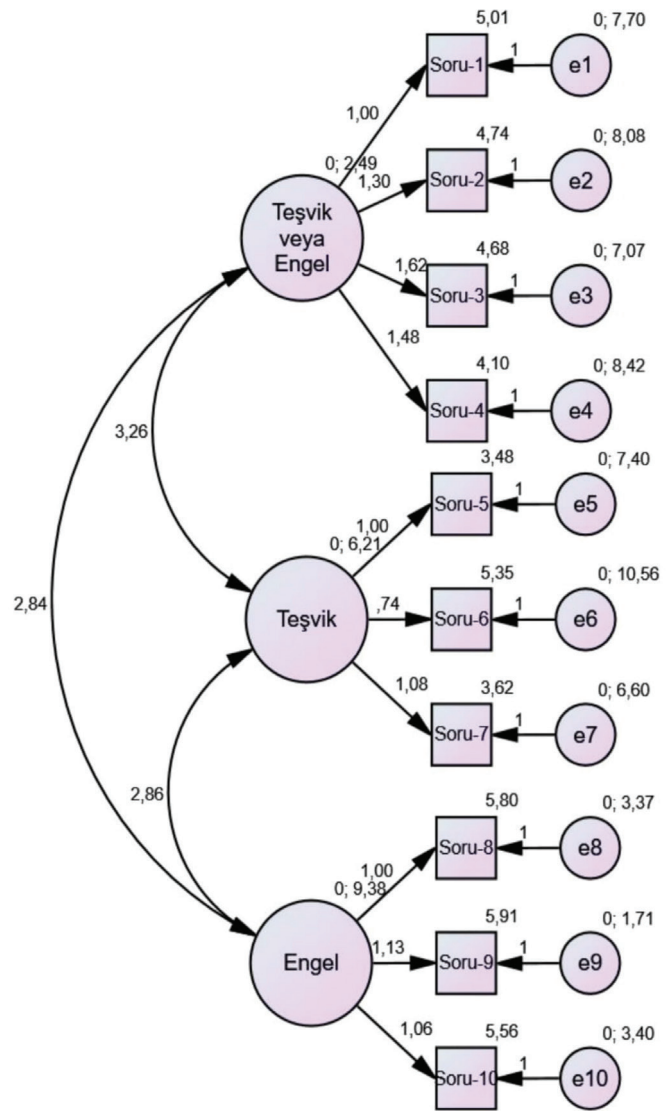 5,01
0; 7,70
Soru-1
1
e1
1,00
4,74
0; 8,08
0; 2,49
1,30
Soru-2
1
e2
Teşvik
veya
Engel
4,68
0; 7,07
1,62
Soru-3
1
e3
1,48
4,10
0; 8,42
Soru-4
1
e4
3,26
3,48
0; 7,40
Soru-5
1
e5
1,00
0; 6,21
5,35
0; 10,56
2,84
Teşvik
,74
Soru-6
1
e6
1,08
3,62
0; 6,60
Soru-7
1
e7
2,86
5,80
0; 3,37
Soru-8
1
e8
1,00
0; 9,38
5,91
0; 1,71
Engel
1,13
Soru-9
1
e9
1,06
5,56
0; 3,40
Soru-10
1
e10